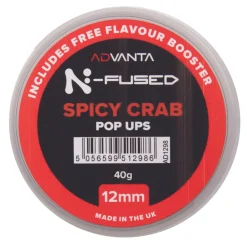 INCLUDES FREE FLAVOUR BOOSTER
ADVANTA
N-FUSED
SPICY CRAB
POP UPS
5 056599 512986
AD1298
40g
12mm
MADE IN THE UK